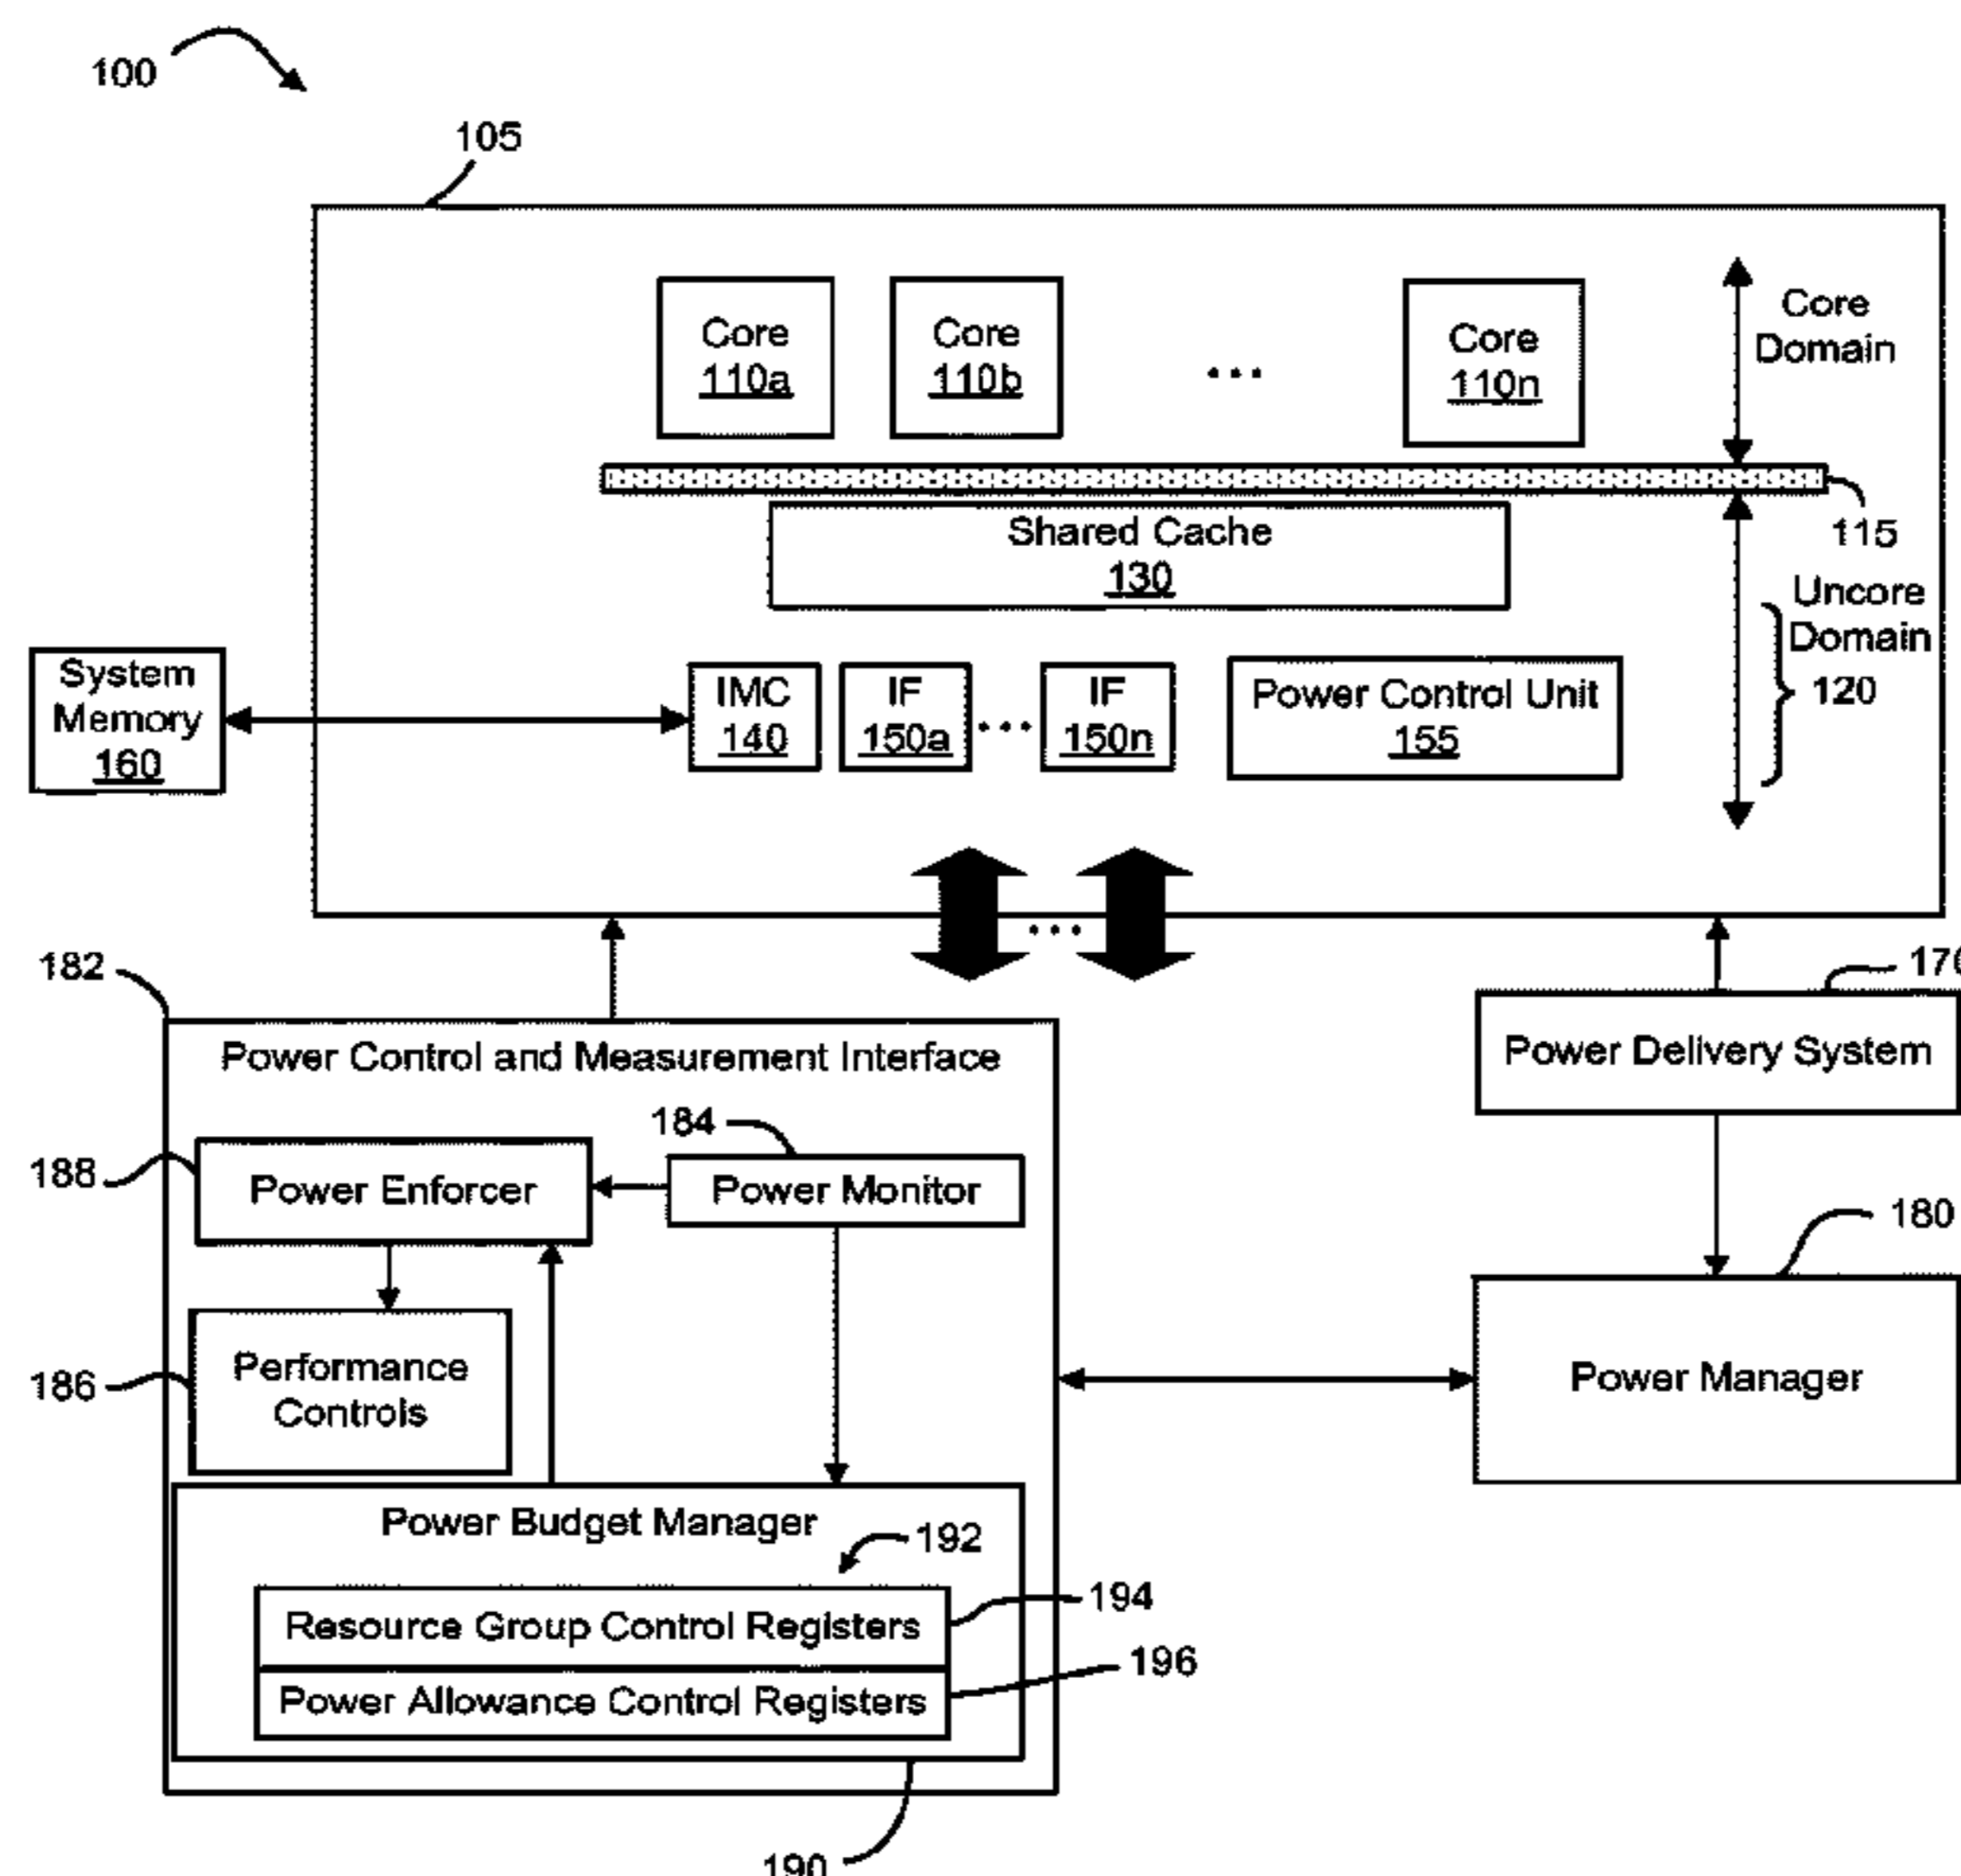 100
105
Core
110a
Core
110b
...
Core
110n
Core
Domain
115
Shared Cache
130
Uncore
Domain
120
System
Memory
160
IMC
140
IF
150a
...
IF
150n
Power Control Unit
155
...
182
170
Power Control and Measurement Interface
Power Delivery System
184
188
Power Enforcer
Power Monitor
180
186
Performance
Controls
Power Manager
Power Budget Manager
192
Resource Group Control Registers
194
Power Allowance Control Registers
196
190